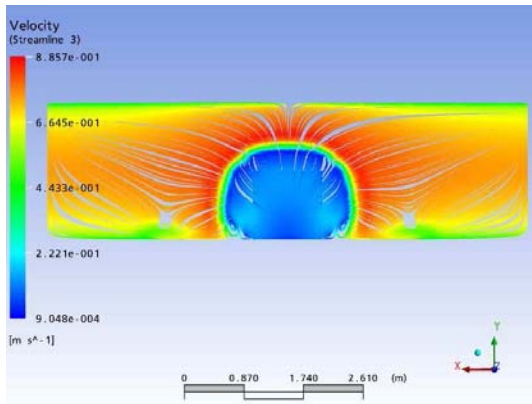 Velocity
(Streamline 3)
8.857e-001
6.645e-001
4.433e-001
2.221e-001
9.048e-004
[m s^-1]
Y
X
Z
0 0.870 1.740 2.610 (m)